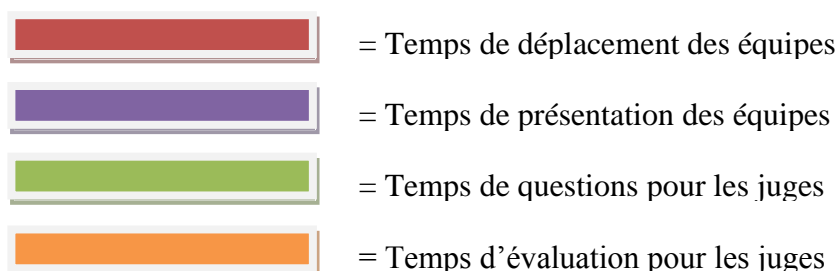 = Temps de déplacement des équipes
= Temps de présentation des équipes
= Temps de questions pour les juges
= Temps d’évaluation pour les juges